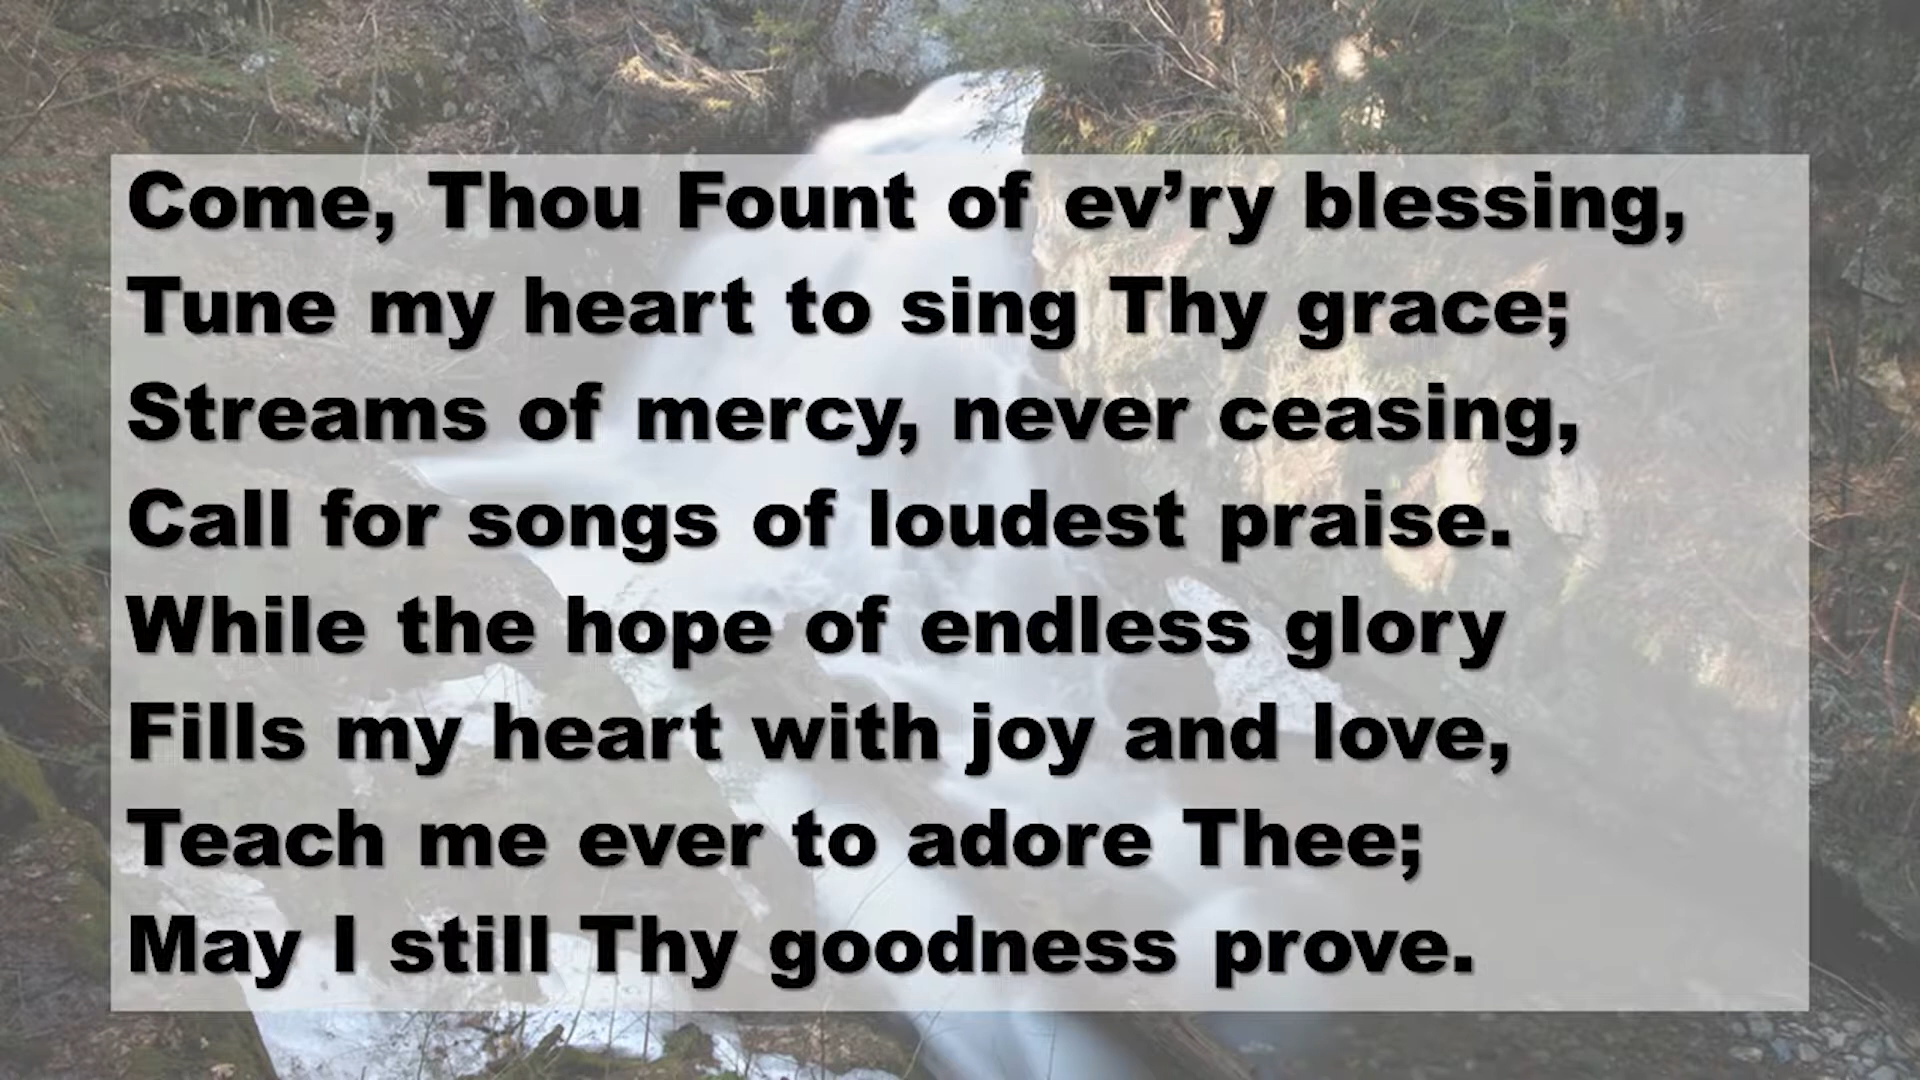 Come, Thou Fount of ev’ry blessing,
Tune my heart to sing Thy grace;
Streams of mercy, never ceasing,
Call for songs of loudest praise.
While the hope of endless glory
Fills my heart with joy and love,
Teach me ever to adore Thee;
May I still Thy goodness prove.